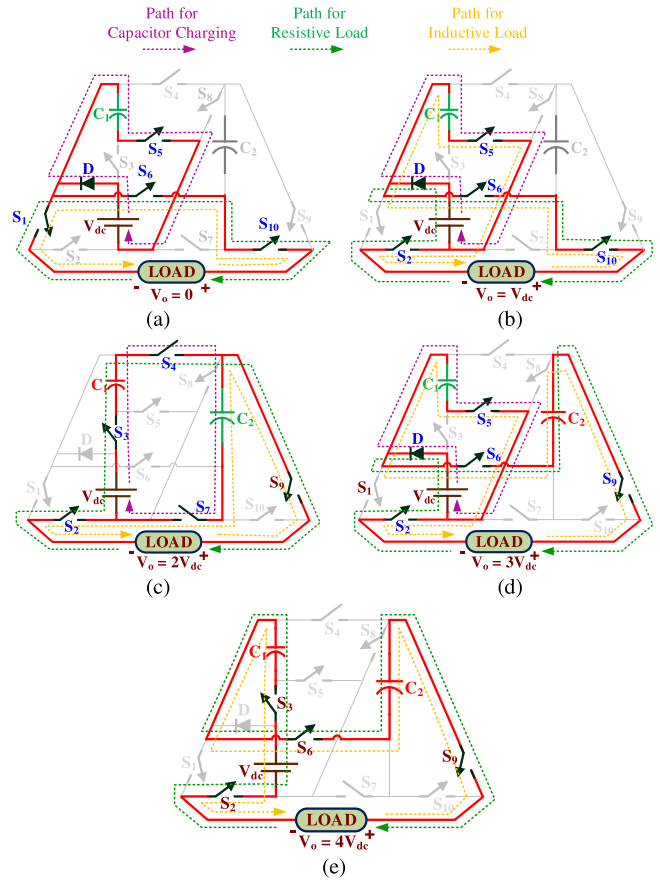 Path for Capacitor Charging
Path for Resistive Load
Path for Inductive Load
S4
S8
C1
S5
C2
D
S3
S6
S1
Vdc
S9
S2
S7
S10
LOAD
- Vo = 0 +
(a)
S4
S8
C1
S5
C2
D
S3
S6
S1
Vdc
S9
S2
S7
S10
LOAD
- Vo = Vdc +
(b)
S4
S8
C1
S5
C2
S3
D
S6
S1
Vdc
S9
S2
S7
S10
LOAD
- Vo = 2Vdc +
(c)
S4
S8
C1
S5
C2
D
S3
S6
S1
Vdc
S9
S2
S7
S10
LOAD
- Vo = 3Vdc +
(d)
S4
S8
C1
S5
C2
S3
D
S6
S1
Vdc
S9
S2
S7
S10
LOAD
- Vo = 4Vdc +
(e)